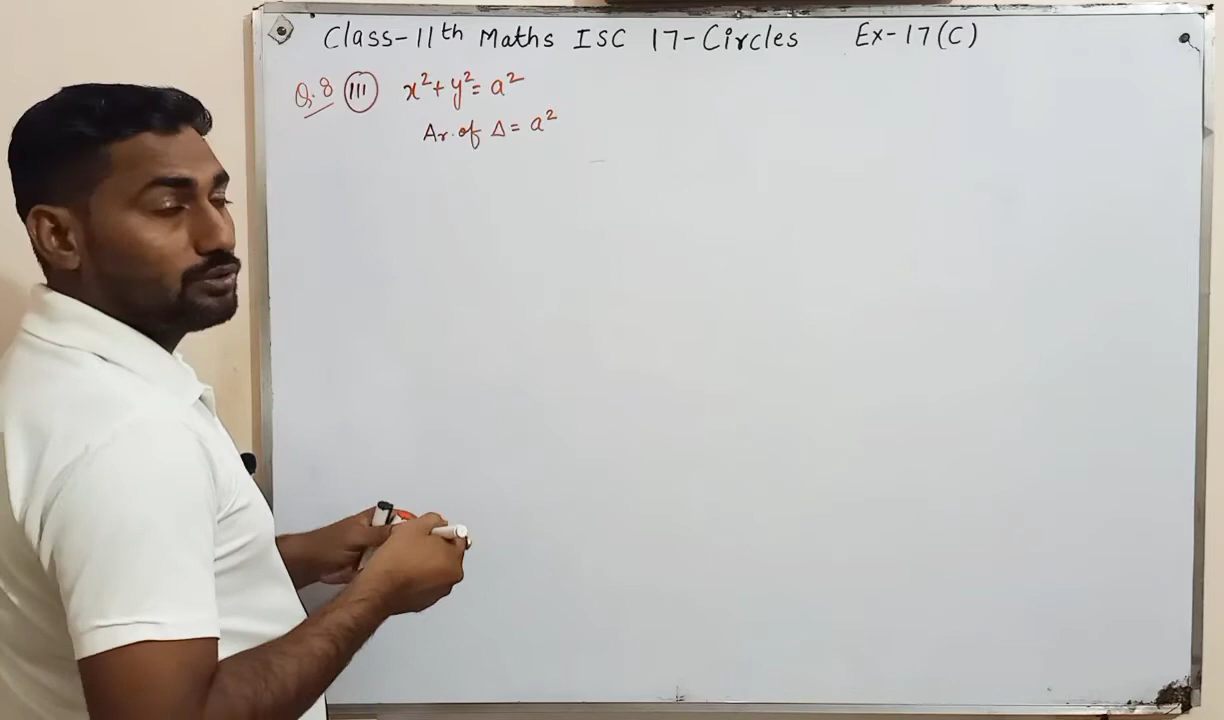 Class-11th Maths ISC 17-Circles Ex-17(C)
Q.8 (III) x²+y²=a²
Ar. of Δ = a²